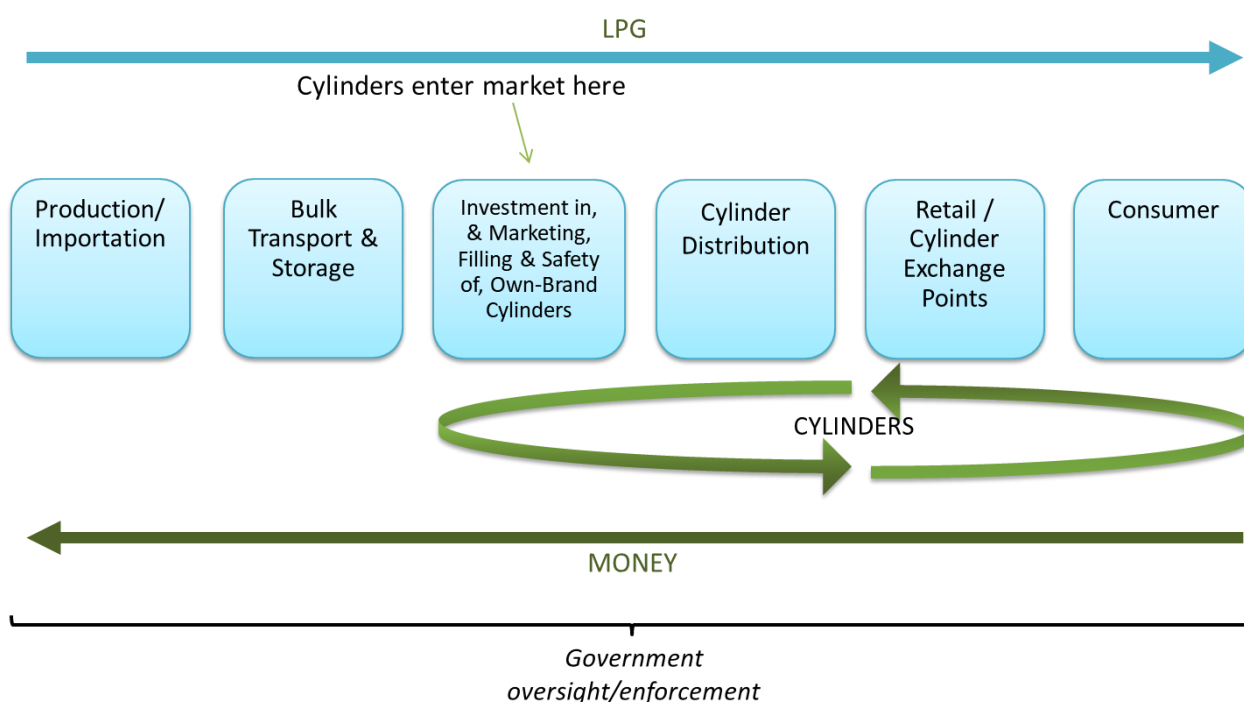 LPG
Cylinders enter market here
Production/
Importation
Bulk
Transport &
Storage
Investment in,
& Marketing,
Filling & Safety
of, Own-Brand
Cylinders
Cylinder
Distribution
Retail /
Cylinder
Exchange
Points
Consumer
CYLINDERS
MONEY
Government
oversight/enforcement